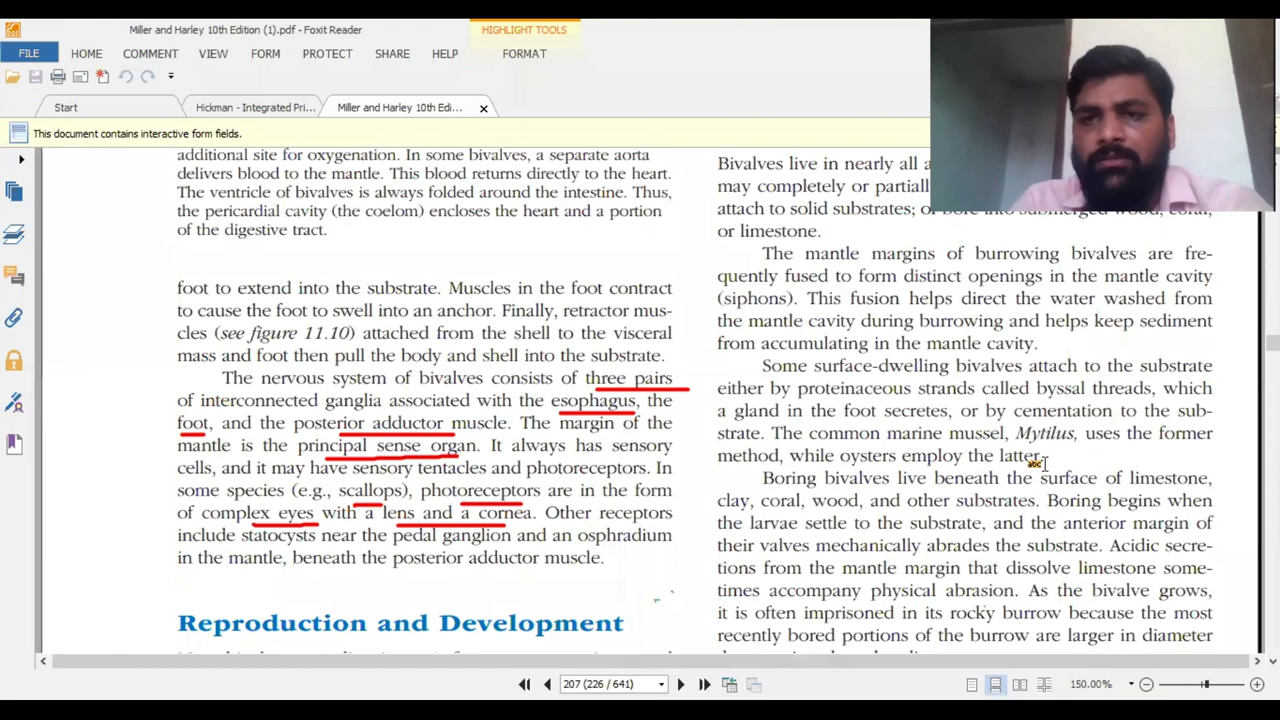 Miller and Harley 10th Edition (1).pdf - Foxit Reader
HIGHLIGHT TOOLS
FILE HOME COMMENT VIEW FORM PROTECT SHARE HELP FORMAT
Start Hickman - Integrated Pri... Miller and Harley 10th Edi...
This document contains interactive form fields.
additional site for oxygenation. In some bivalves, a separate aorta
delivers blood to the mantle. This blood returns directly to the heart.
The ventricle of bivalves is always folded around the intestine. Thus,
the pericardial cavity (the coelom) encloses the heart and a portion
of the digestive tract.
foot to extend into the substrate. Muscles in the foot contract
to cause the foot to swell into an anchor. Finally, retractor mus-
cles (see figure 11.10) attached from the shell to the visceral
mass and foot then pull the body and shell into the substrate.
The nervous system of bivalves consists of three pairs
of interconnected ganglia associated with the esophagus, the
foot, and the posterior adductor muscle. The margin of the
mantle is the principal sense organ. It always has sensory
cells, and it may have sensory tentacles and photoreceptors. In
some species (e.g., scallops), photoreceptors are in the form
of complex eyes with a lens and a cornea. Other receptors
include statocysts near the pedal ganglion and an osphradium
in the mantle, beneath the posterior adductor muscle.
Reproduction and Development
Bivalves live in nearly all
may completely or partially
attach to solid substrates; or bore into submerged wood, coral,
or limestone.
The mantle margins of burrowing bivalves are fre-
quently fused to form distinct openings in the mantle cavity
(siphons). This fusion helps direct the water washed from
the mantle cavity during burrowing and helps keep sediment
from accumulating in the mantle cavity.
Some surface-dwelling bivalves attach to the substrate
either by proteinaceous strands called byssal threads, which
a gland in the foot secretes, or by cementation to the sub-
strate. The common marine mussel, Mytilus, uses the former
method, while oysters employ the latter.
Boring bivalves live beneath the surface of limestone,
clay, coral, wood, and other substrates. Boring begins when
the larvae settle to the substrate, and the anterior margin of
their valves mechanically abrades the substrate. Acidic secre-
tions from the mantle margin that dissolve limestone some-
times accompany physical abrasion. As the bivalve grows,
it is often imprisoned in its rocky burrow because the most
recently bored portions of the burrow are larger in diameter
207 (226 / 641)
150.00%